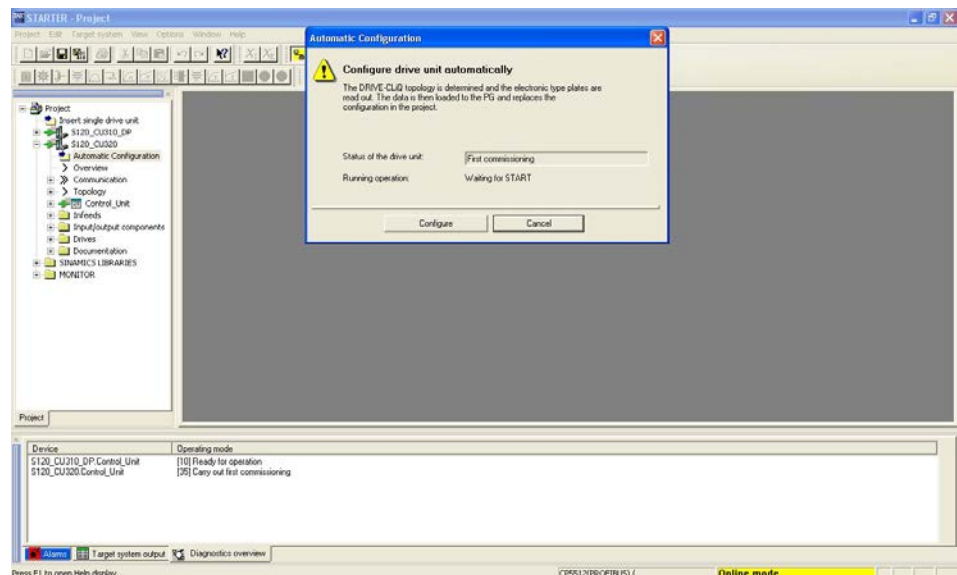 STARTER - Project
Project Edit Target system View Options Window Help
Automatic Configuration
Configure drive unit automatically
The DRIVE-CLiQ topology is determined and the electronic type plates are
read out. The data is then loaded to the PG and replaces the
configuration in the project.
Status of the drive unit:
First commissioning
Running operation:
Waiting for START
Configure
Cancel
Project
Insert single drive unit
S120_CU310_DP
S120_CU320
Automatic Configuration
Overview
Communication
Topology
Control_Unit
Infeeds
Input/output components
Drives
Documentation
SINAMICS LIBRARIES
MONITOR
Project
Device Operating mode
S120_CU310_DP.Control_Unit [10] Ready for operation
S120_CU320.Control_Unit [35] Carry out first commissioning
Alarms Target system output Diagnostics overview
Press F1 to open Help display. CP5512(PROFIBUS) ( Online mode